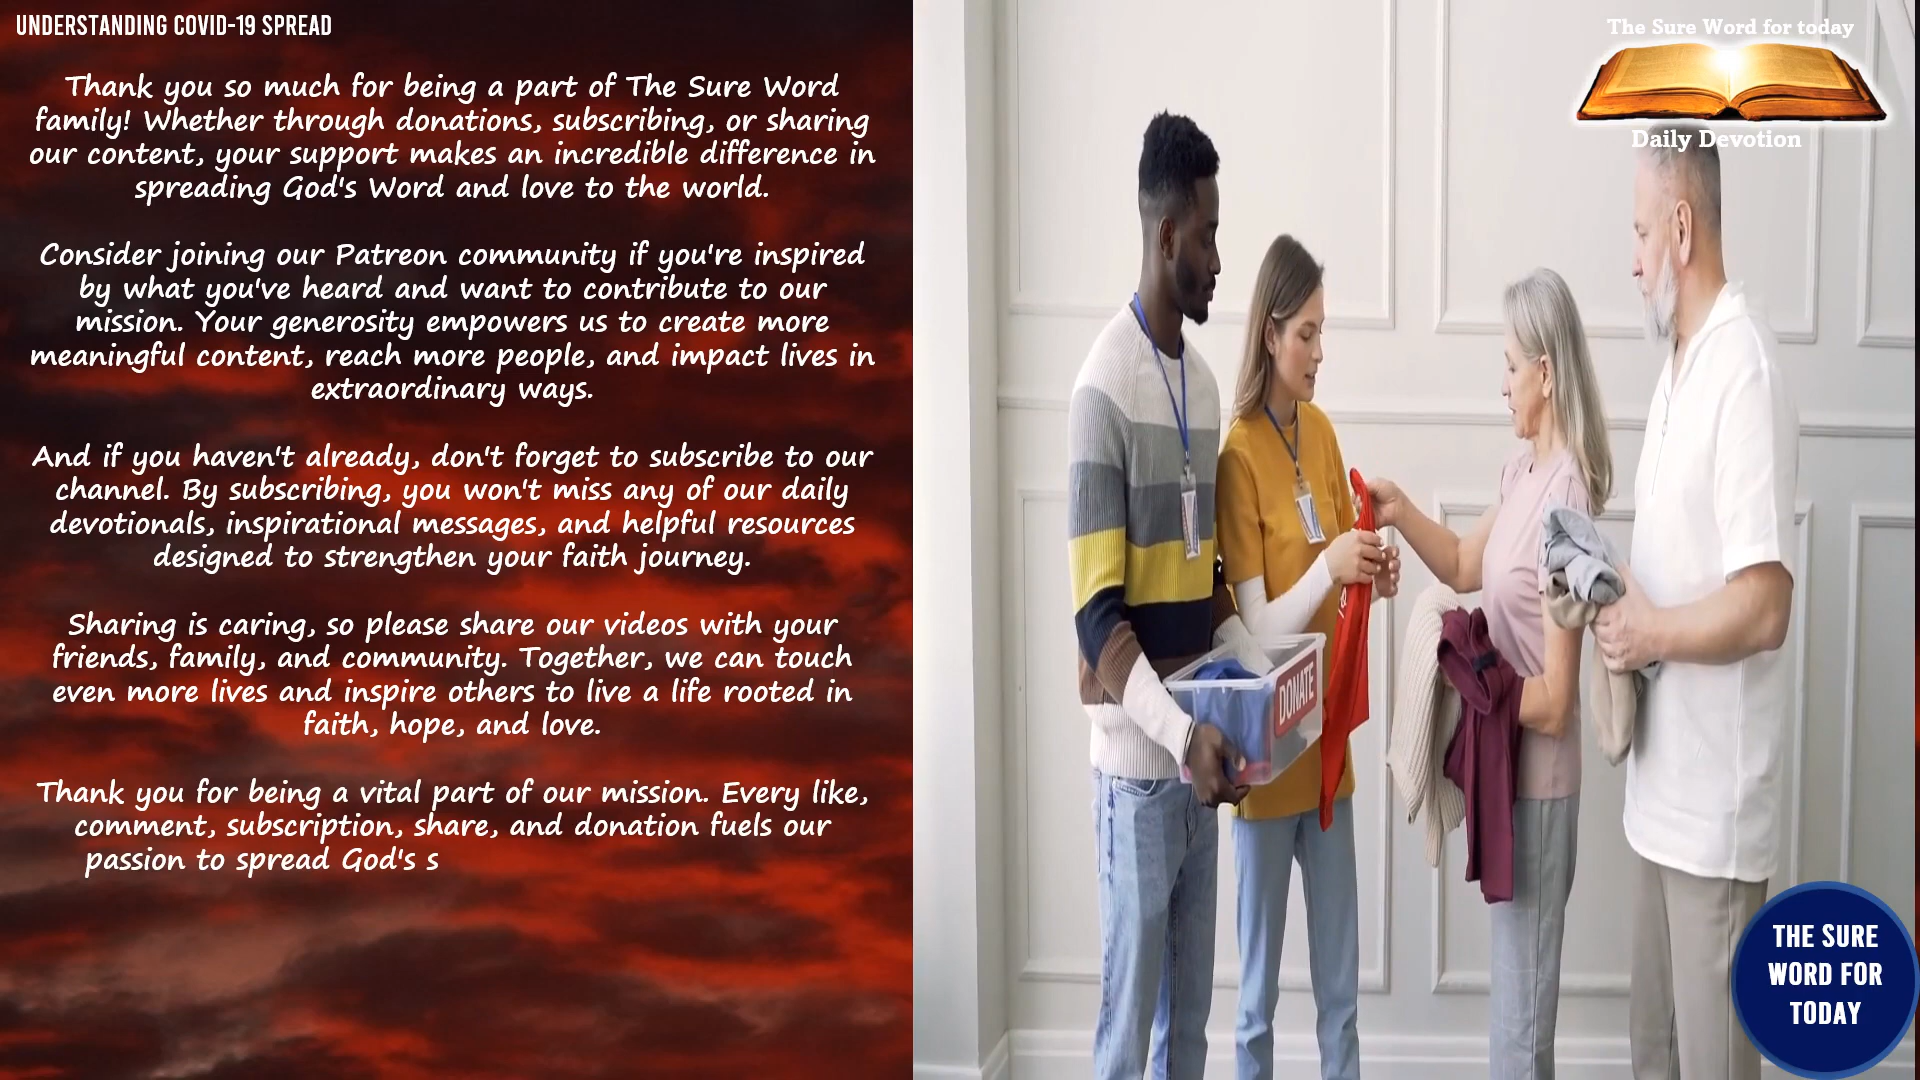 UNDERSTANDING COVID-19 SPREAD
Thank you so much for being a part of The Sure Word
family! Whether through donations, subscribing, or sharing
our content, your support makes an incredible difference in
spreading God's Word and love to the world.
Consider joining our Patreon community if you're inspired
by what you've heard and want to contribute to our
mission. Your generosity empowers us to create more
meaningful content, reach more people, and impact lives in
extraordinary ways.
And if you haven't already, don't forget to subscribe to our
channel. By subscribing, you won't miss any of our daily
devotionals, inspirational messages, and helpful resources
designed to strengthen your faith journey.
Sharing is caring, so please share our videos with your
friends, family, and community. Together, we can touch
even more lives and inspire others to live a life rooted in
faith, hope, and love.
Thank you for being a vital part of our mission. Every like,
comment, subscription, share, and donation fuels our
passion to spread God's s
The Sure Word for today
Daily Devotion
DONATE
THE SURE
WORD FOR
TODAY